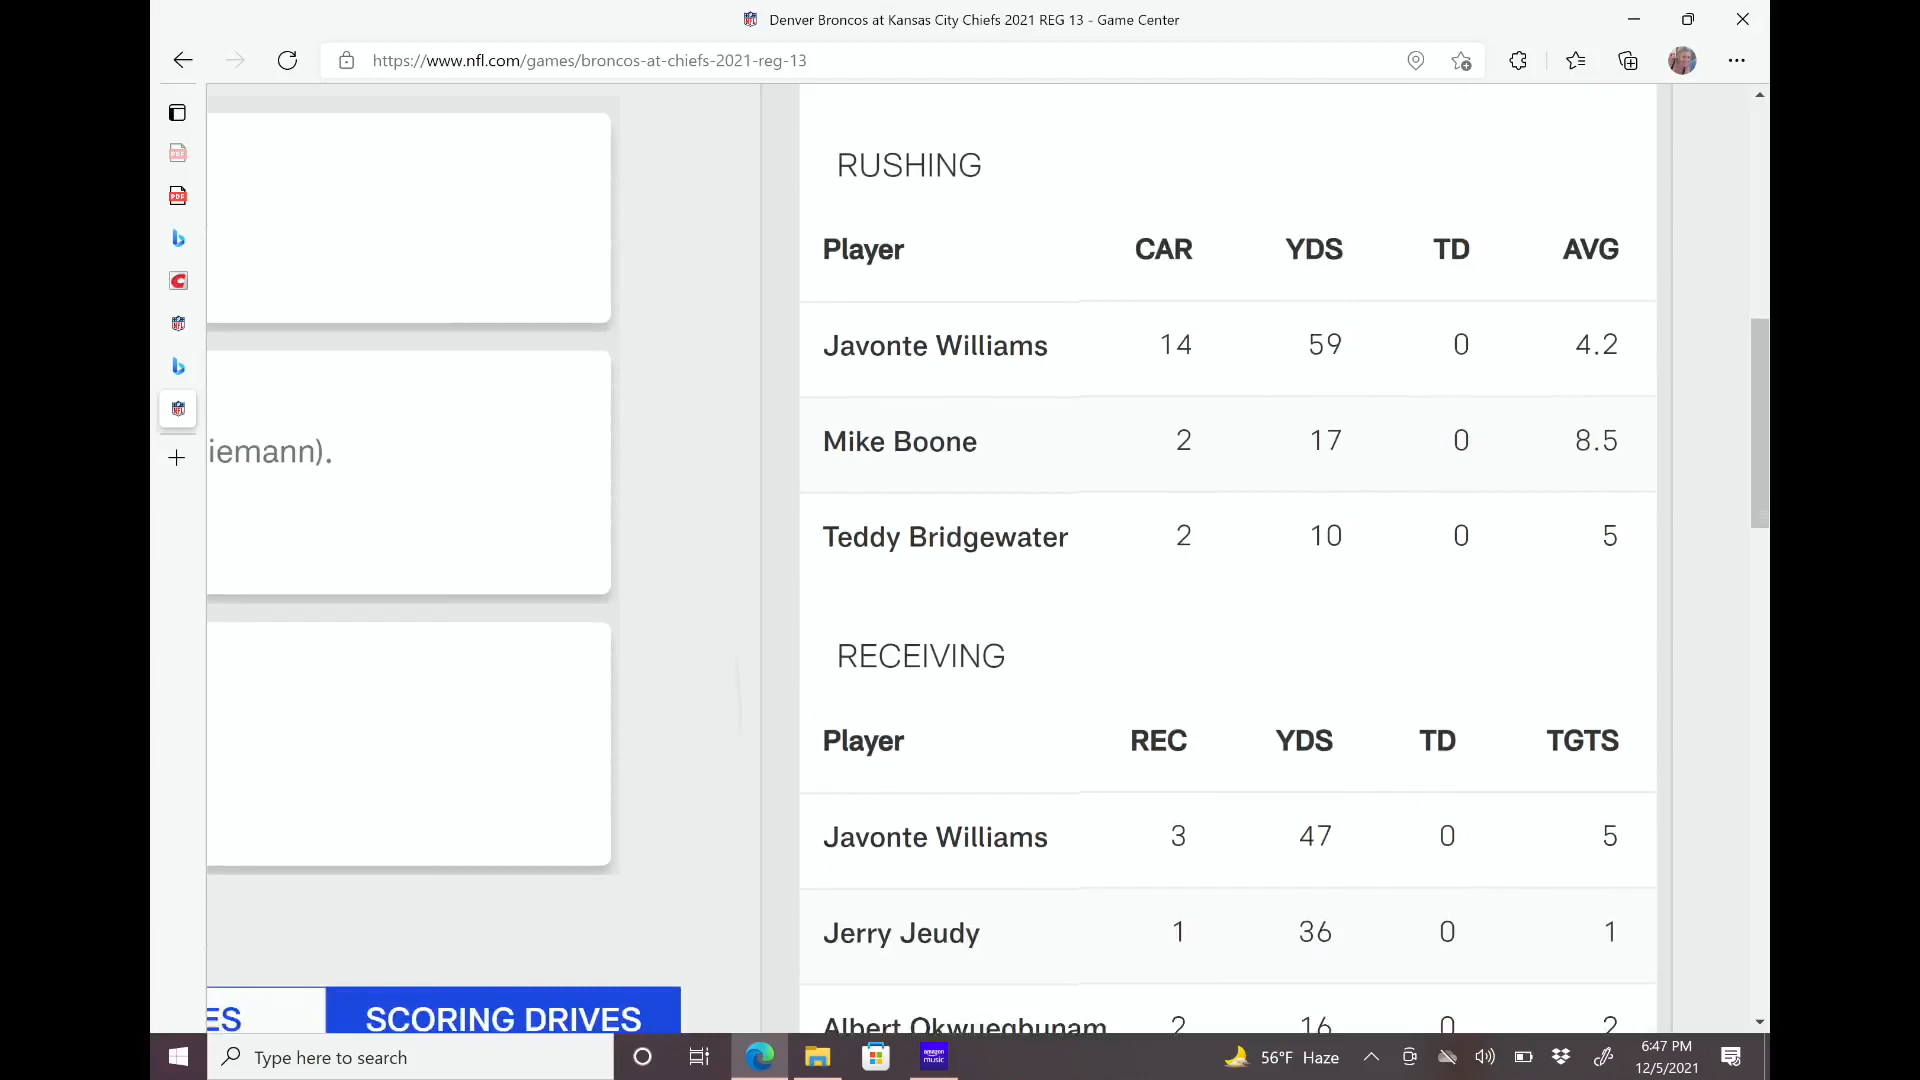 Denver Broncos at Kansas City Chiefs 2021 REG 13 - Game Center
https://www.nfl.com/games/broncos-at-chiefs-2021-reg-13
RUSHING
Player CAR YDS TD AVG
Javonte Williams 14 59 0 4.2
Mike Boone 2 17 0 8.5
iemann).
Teddy Bridgewater 2 10 0 5
RECEIVING
Player REC YDS TD TGTS
Javonte Williams 3 47 0 5
Jerry Jeudy 1 36 0 1
ES SCORING DRIVES
Albert Okwuegbunam 2 16 0 2
Type here to search
amazon music
56°F Haze
6:47 PM
12/5/2021